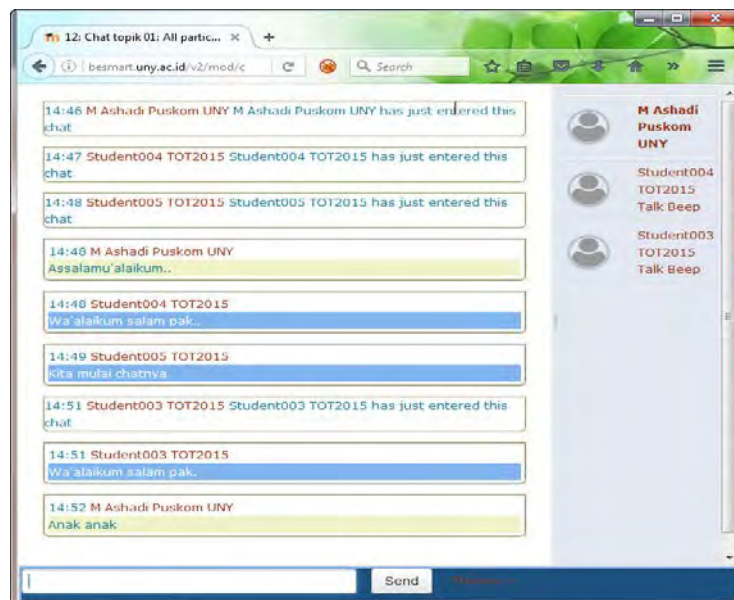 12: Chat topik 01: All partic...
besmart.uny.ac.id/v2/mod/c
Search
14:46 M Ashadi Puskom UNY M Ashadi Puskom UNY has just entered this
chat
14:47 Student004 TOT2015 Student004 TOT2015 has just entered this
chat
14:48 Student005 TOT2015 Student005 TOT2015 has just entered this
chat
14:48 M Ashadi Puskom UNY
Assalamu'alaikum..
14:48 Student004 TOT2015
Wa'alaikum salam pak..
14:49 Student005 TOT2015
Kita mulai chatnya
14:51 Student003 TOT2015 Student003 TOT2015 has just entered this
chat
14:51 Student003 TOT2015
Wa'alaikum salam pak.
14:52 M Ashadi Puskom UNY
Anak anak
M Ashadi
Puskom
UNY
Student004
TOT2015
Talk Beep
Student003
TOT2015
Talk Beep
Send